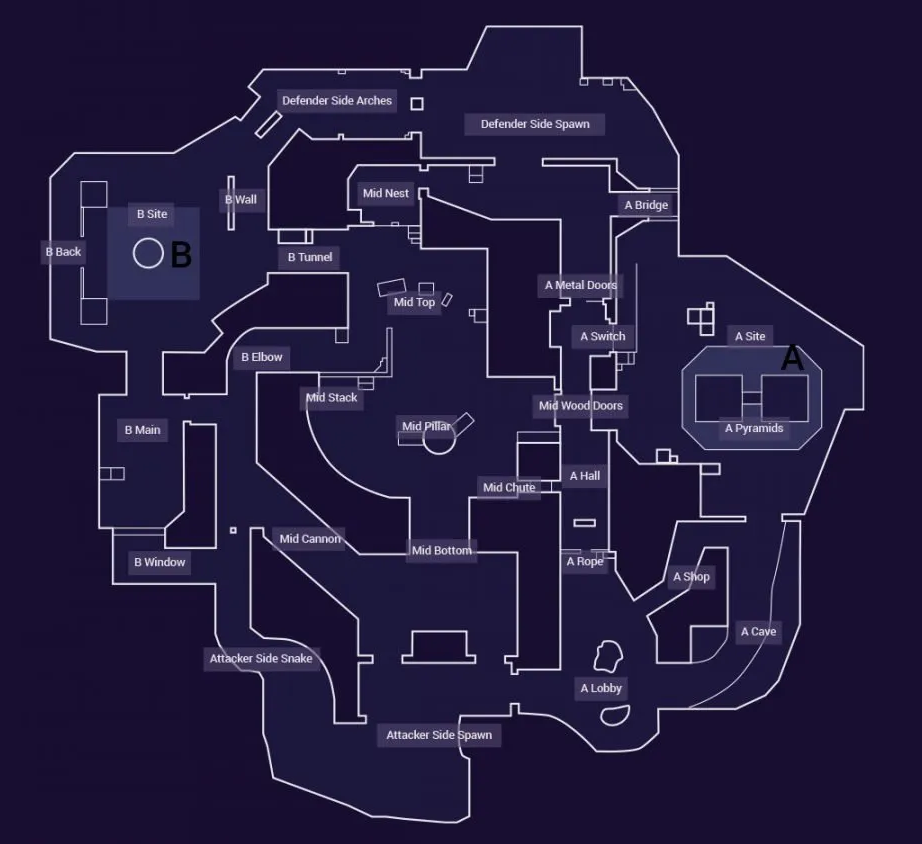 Defender Side Arches
Defender Side Spawn
Mid Nest
B Wall
A Bridge
B Site
B Back
B
B Tunnel
A Metal Doors
Mid Top
A Switch
A Site
B Elbow
A
Mid Stack
Mid Wood Doors
B Main
Mid Pillar
A Pyramids
A Hall
Mid Chute
Mid Cannon
Mid Bottom
B Window
A Rope
A Shop
A Cave
Attacker Side Snake
A Lobby
Attacker Side Spawn